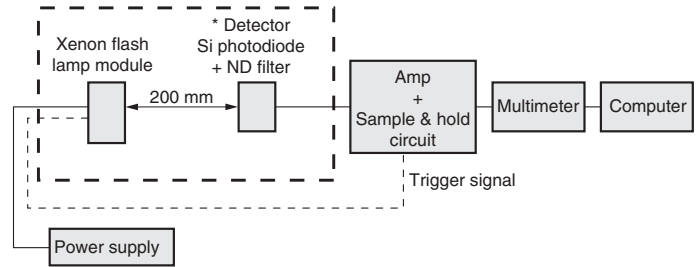 Xenon flash
lamp module
* Detector
Si photodiode
+ ND filter
200 mm
Amp
+
Sample & hold
circuit
Multimeter
Computer
Trigger signal
Power supply